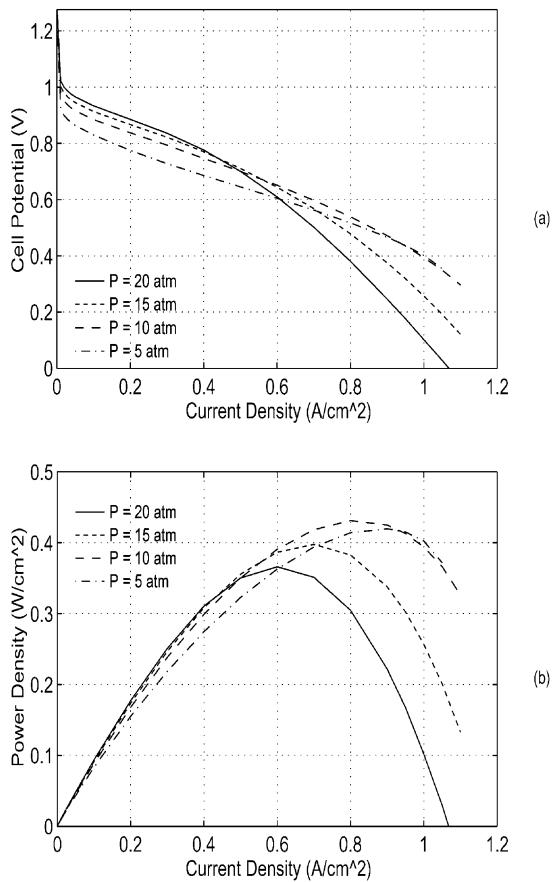 1.2
1
0.8
0.6
0.4
0.2
0
Cell Potential (V)
P = 20 atm
P = 15 atm
P = 10 atm
P = 5 atm
0 0.2 0.4 0.6 0.8 1 1.2
Current Density (A/cm^2)
(a)
0.5
0.4
0.3
0.2
0.1
0
Power Density (W/cm^2)
P = 20 atm
P = 15 atm
P = 10 atm
P = 5 atm
0 0.2 0.4 0.6 0.8 1 1.2
Current Density (A/cm^2)
(b)